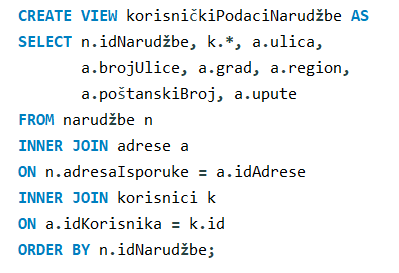 CREATE VIEW korisničkiPodaciNarudžbe AS
SELECT n.idNarudžbe, k.*, a.ulica,
a.brojUlice, a.grad, a.region,
a.poštanskiBroj, a.upute
FROM narudžbe n
INNER JOIN adrese a
ON n.adresaIsporuke = a.idAdrese
INNER JOIN korisnici k
ON a.idKorisnika = k.id
ORDER BY n.idNarudžbe;